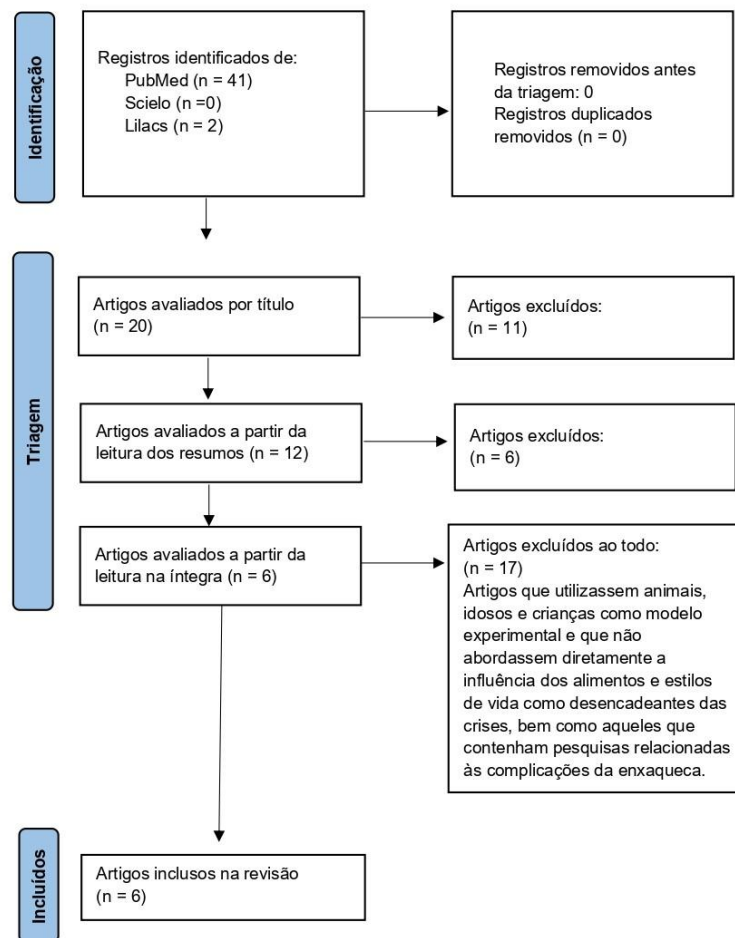 Identificação
Registros identificados de:
PubMed (n = 41)
Scielo (n =0)
Lilacs (n = 2)
Registros removidos antes
da triagem: 0
Registros duplicados
removidos (n = 0)
Triagem
Artigos avaliados por título
(n = 20)
Artigos excluídos:
(n = 11)
Artigos avaliados a partir da
leitura dos resumos (n = 12)
Artigos excluídos:
(n = 6)
Artigos avaliados a partir da
leitura na íntegra (n = 6)
Artigos excluídos ao todo:
(n = 17)
Artigos que utilizassem animais,
idosos e crianças como modelo
experimental e que não
abordassem diretamente a
influência dos alimentos e estilos
de vida como desencadeantes das
crises, bem como aqueles que
contenham pesquisas relacionadas
às complicações da enxaqueca.
Incluídos
Artigos inclusos na revisão
(n = 6)